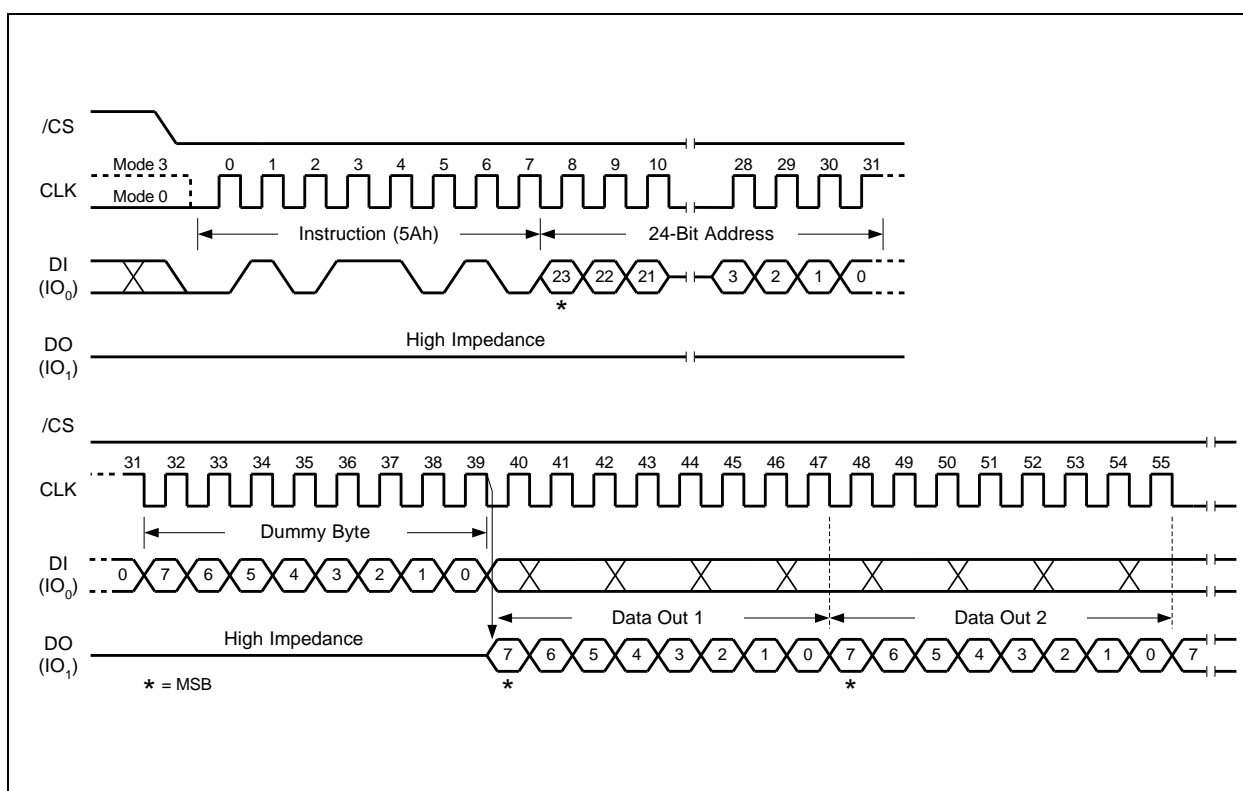 /CS
Mode 3
0 1 2 3 4 5 6 7 8 9 10 28 29 30 31
CLK
Mode 0
Instruction (5Ah)
24-Bit Address
DI
(IO0)
23 22 21 3 2 1 0
*
High Impedance
DO
(IO1)
/CS
31 32 33 34 35 36 37 38 39 40 41 42 43 44 45 46 47 48 49 50 51 52 53 54 55
CLK
Dummy Byte
DI
(IO0)
0 7 6 5 4 3 2 1 0
Data Out 1
Data Out 2
High Impedance
DO
(IO1)
7 6 5 4 3 2 1 0 7 6 5 4 3 2 1 0 7
* = MSB
* *